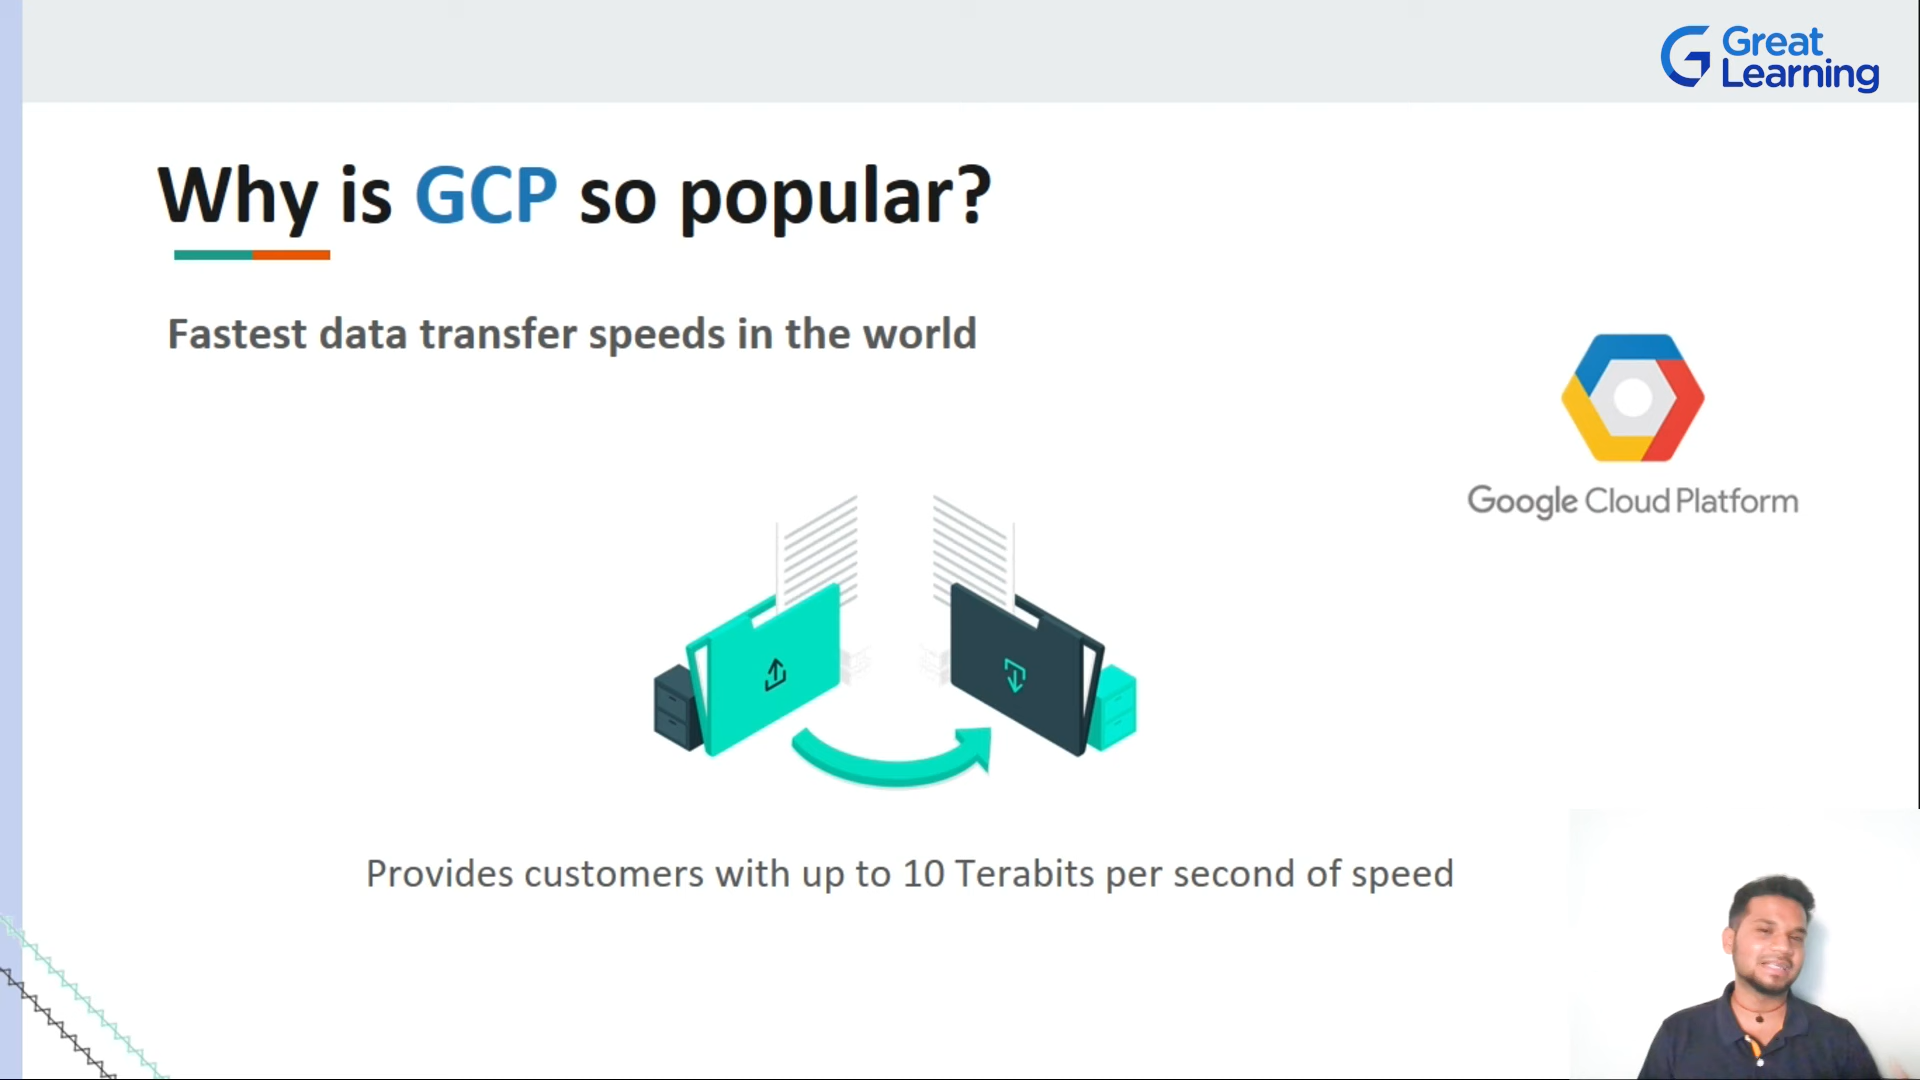 Great
Learning
Why is GCP so popular?
Fastest data transfer speeds in the world
Google Cloud Platform
Provides customers with up to 10 Terabits per second of speed